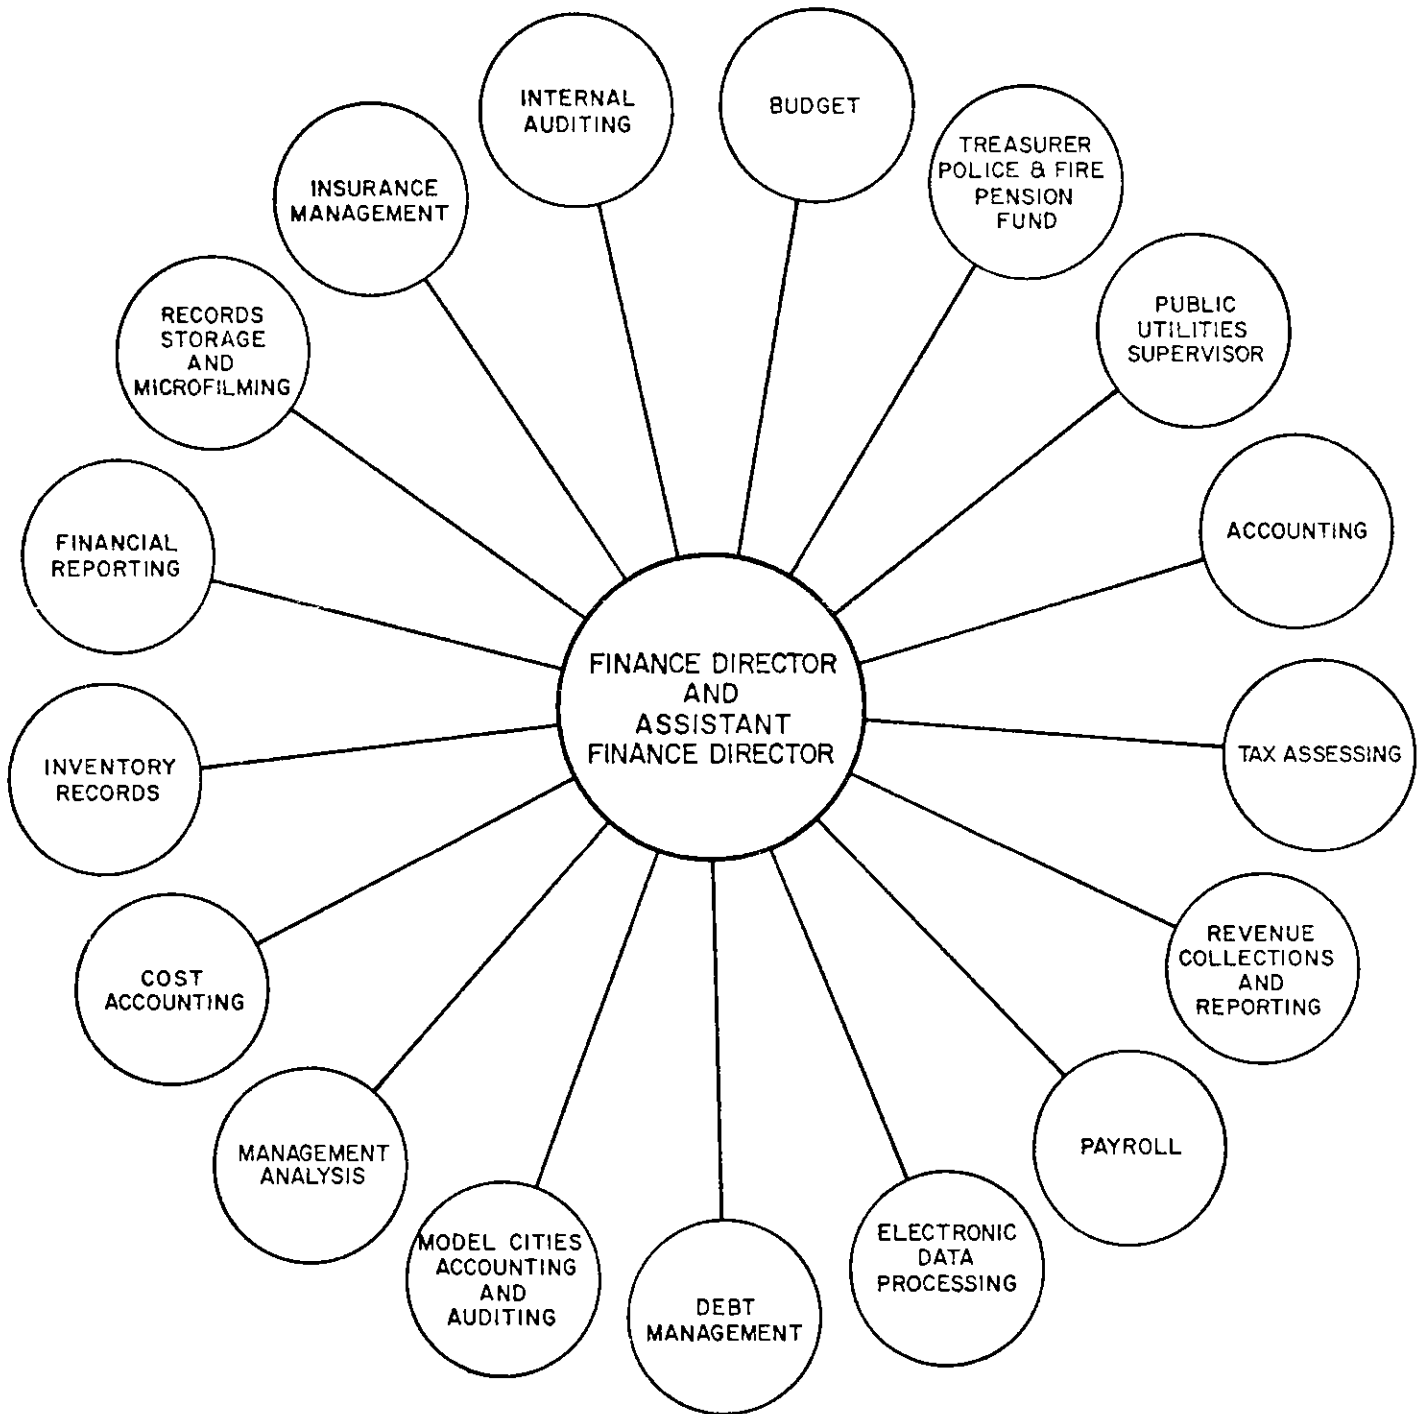 INTERNAL
AUDITING
BUDGET
TREASURER
POLICE & FIRE
PENSION
FUND
PUBLIC
UTILITIES
SUPERVISOR
ACCOUNTING
TAX ASSESSING
REVENUE
COLLECTIONS
AND
REPORTING
PAYROLL
ELECTRONIC
DATA
PROCESSING
DEBT
MANAGEMENT
MODEL CITIES
ACCOUNTING
AND
AUDITING
MANAGEMENT
ANALYSIS
COST
ACCOUNTING
INVENTORY
RECORDS
FINANCIAL
REPORTING
RECORDS
STORAGE
AND
MICROFILMING
INSURANCE
MANAGEMENT
FINANCE DIRECTOR
AND
ASSISTANT
FINANCE DIRECTOR